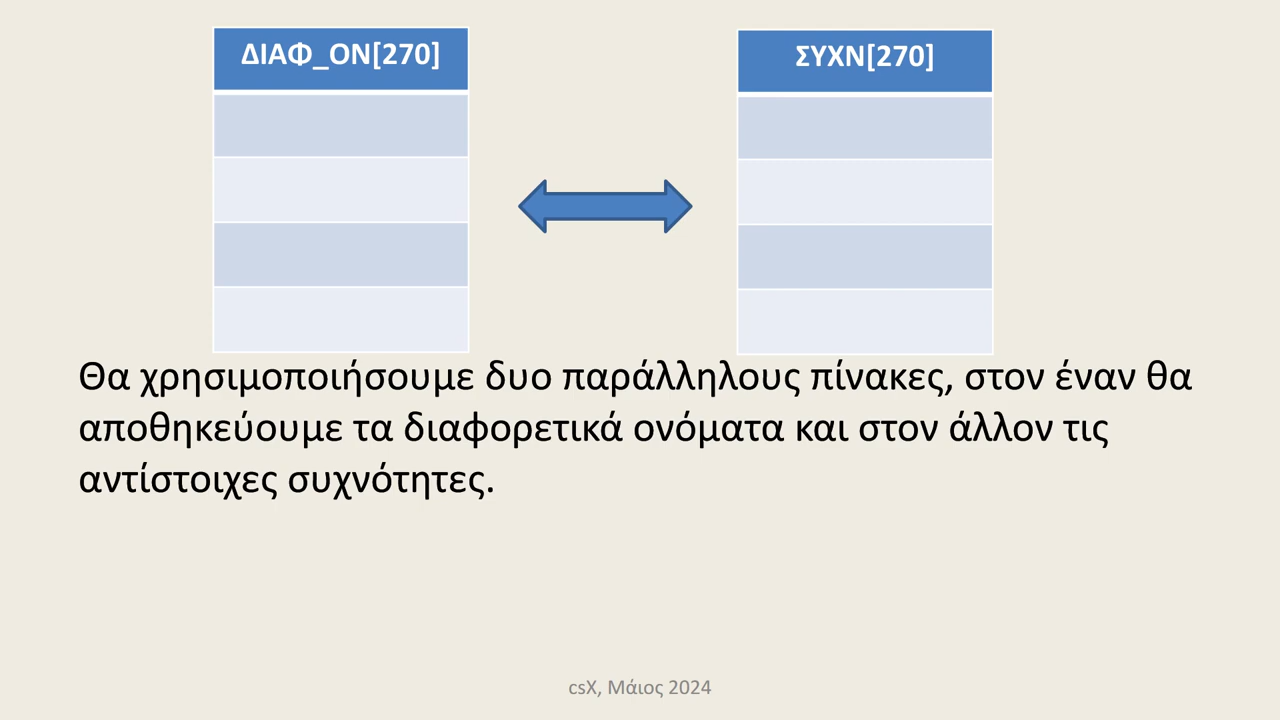 ΔΙΑΦ_ΟΝ[270]
ΣΥΧΝ[270]
Θα χρησιμοποιήσουμε δυο παράλληλους πίνακες, στον έναν θα
αποθηκεύουμε τα διαφορετικά ονόματα και στον άλλον τις
αντίστοιχες συχνότητες.
csX, Μάιος 2024